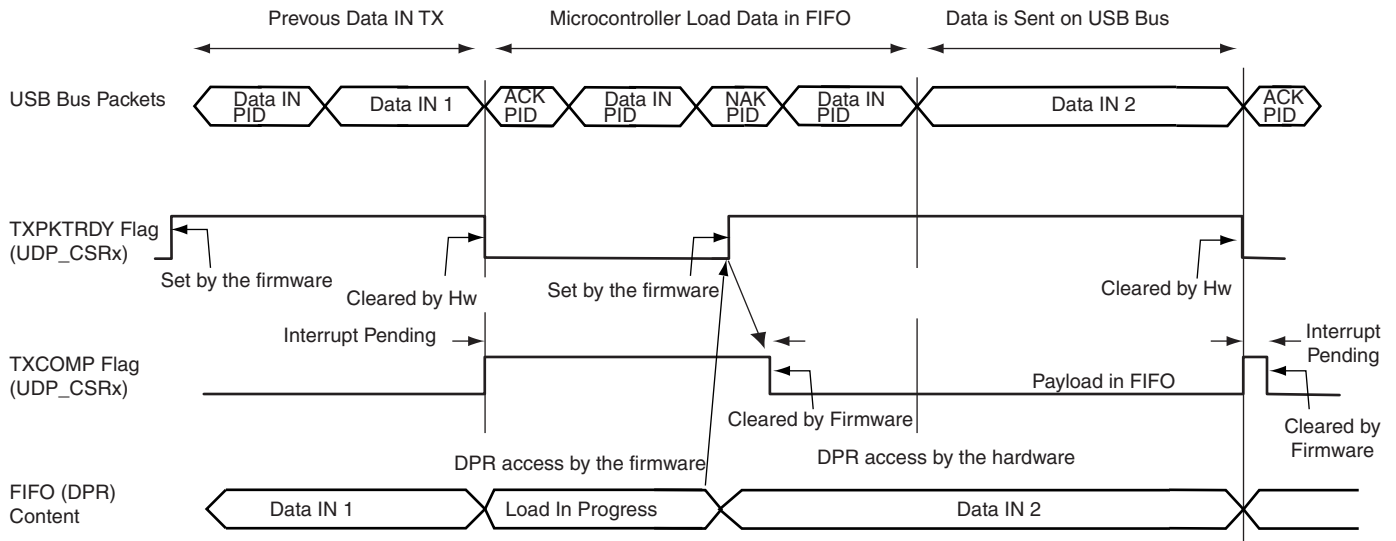 Prevous Data IN TX
Microcontroller Load Data in FIFO
Data is Sent on USB Bus
USB Bus Packets
Data IN
PID
Data IN 1
ACK
PID
Data IN
PID
NAK
PID
Data IN
PID
Data IN 2
ACK
PID
TXPKTRDY Flag
(UDP_CSRx)
Set by the firmware
Cleared by Hw
Set by the firmware
Cleared by Hw
Interrupt Pending
Interrupt
Pending
TXCOMP Flag
(UDP_CSRx)
Payload in FIFO
Cleared by Firmware
Cleared by
Firmware
DPR access by the firmware
DPR access by the hardware
FIFO (DPR)
Content
Data IN 1
Load In Progress
Data IN 2